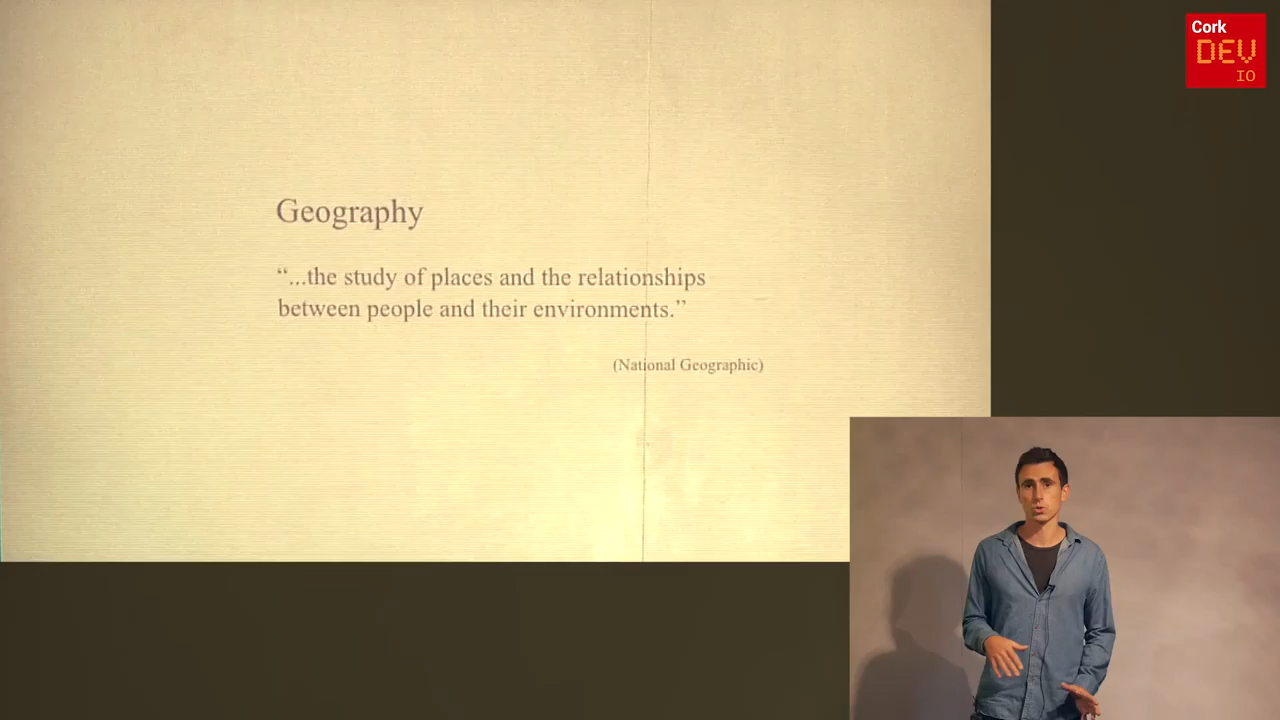 Geography
“...the study of places and the relationships
between people and their environments.”
(National Geographic)
Cork
DEV
IO